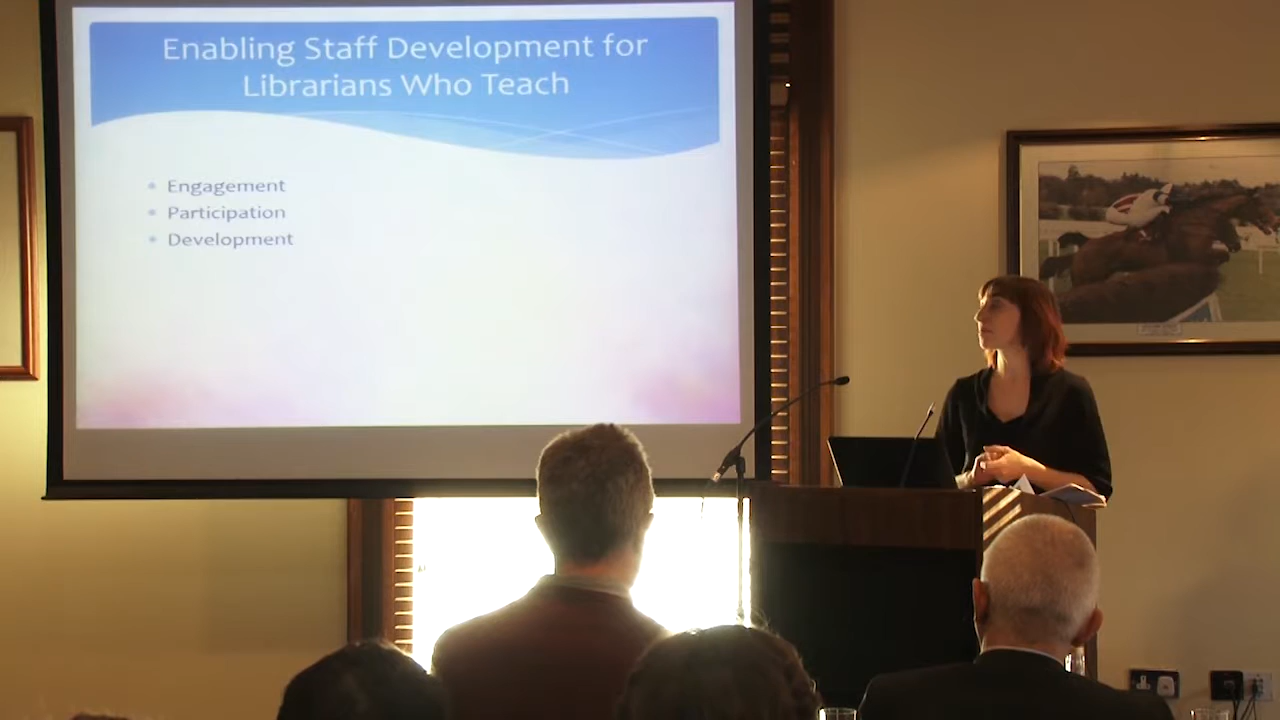 Enabling Staff Development for
Librarians Who Teach
Engagement
Participation
Development